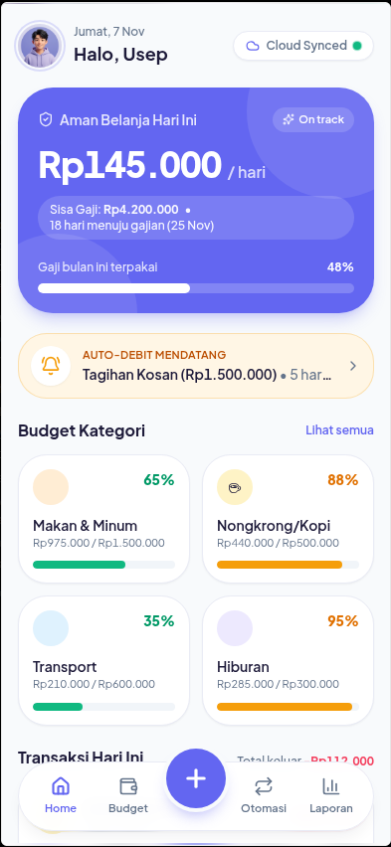 Jumat, 7 Nov
Halo, Usep
Cloud Synced
Aman Belanja Hari Ini
On track
Rp145.000 / hari
Sisa Gaji: Rp4.200.000 •
18 hari menuju gajian (25 Nov)
Gaji bulan ini terpakai
48%
AUTO-DEBIT MENDATANG
Tagihan Kosan (Rp1.500.000) • 5 har...
Budget Kategori
Lihat semua
65%
Makan & Minum
Rp975.000 / Rp1.500.000
88%
Nongkrong/Kopi
Rp440.000 / Rp500.000
35%
Transport
Rp210.000 / Rp600.000
95%
Hiburan
Rp285.000 / Rp300.000
Transaksi Hari Ini
Total keluar Rp112.000
Home
Budget
Otomasi
Laporan